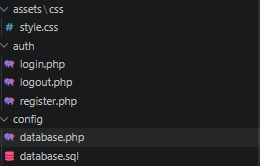 assets\css
style.css
auth
login.php
logout.php
register.php
config
database.php
database.sql